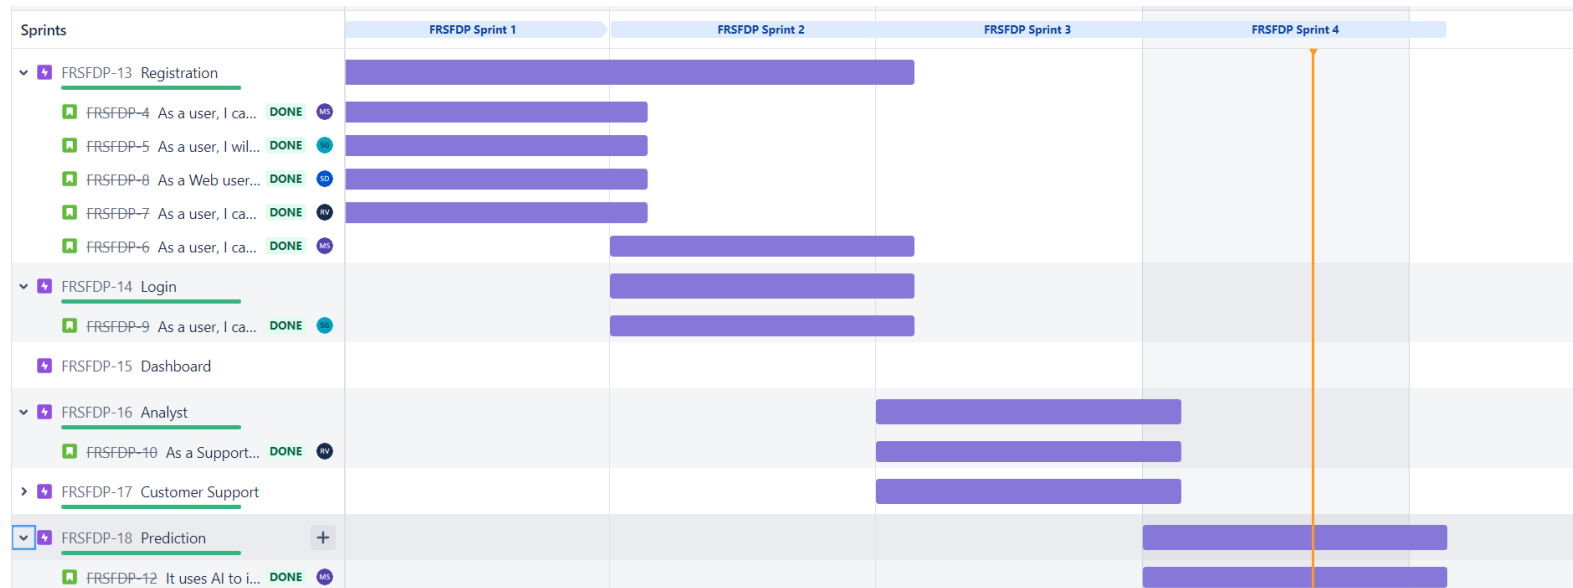 Sprints FRSFDP Sprint 1 FRSFDP Sprint 2 FRSFDP Sprint 3 FRSFDP Sprint 4
FRSFDP-13 Registration
FRSFDP-4 As a user, I ca... DONE MS
FRSFDP-5 As a user, I wil... DONE SG
FRSFDP-8 As a Web user... DONE SD
FRSFDP-7 As a user, I ca... DONE RV
FRSFDP-6 As a user, I ca... DONE MS
FRSFDP-14 Login
FRSFDP-9 As a user, I ca... DONE SG
FRSFDP-15 Dashboard
FRSFDP-16 Analyst
FRSFDP-10 As a Support... DONE RV
FRSFDP-17 Customer Support
FRSFDP-18 Prediction +
FRSFDP-12 It uses AI to i... DONE MS